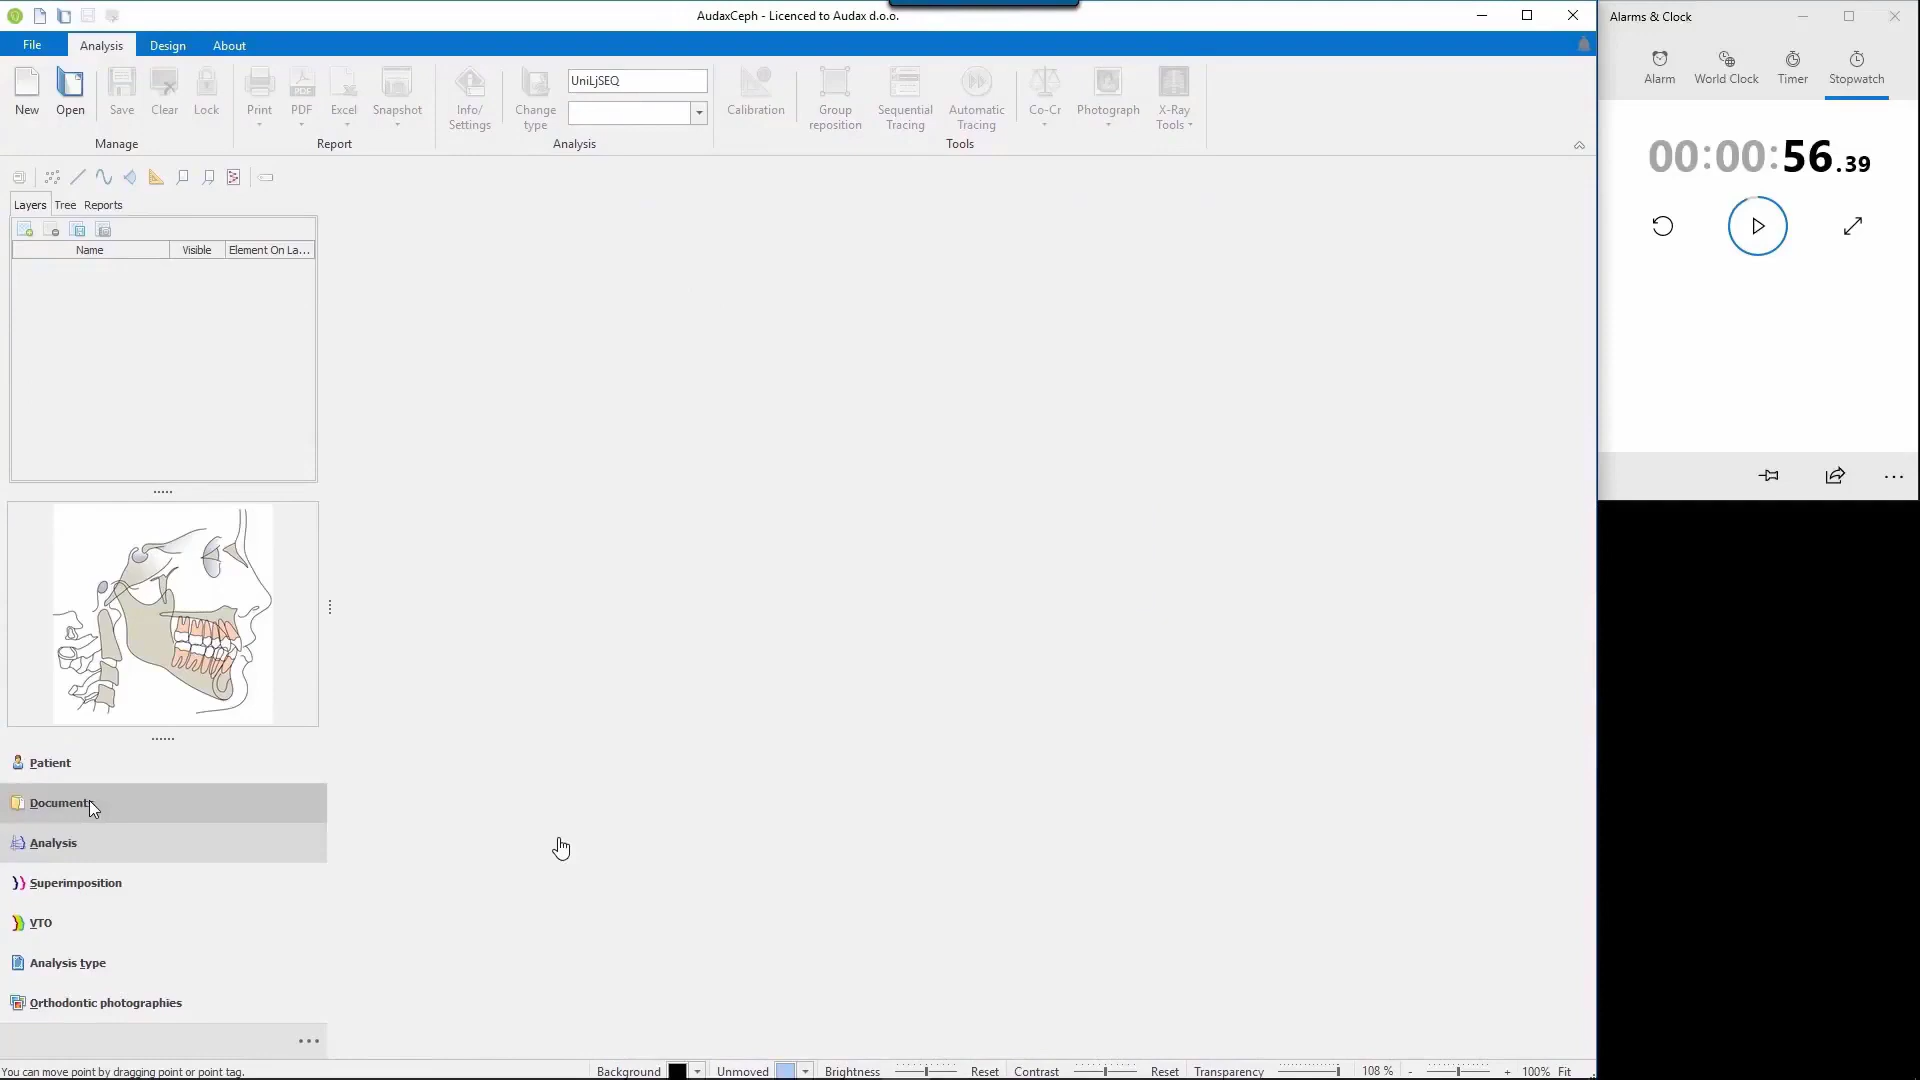 AudaxCeph - Licenced to Audax d.o.o.
File Analysis Design About
New Open Save Clear Lock Print PDF Excel Snapshot Info/ Settings Change type UniLjSEQ Calibration Group reposition Sequential Tracing Automatic Tracing Co-Cr Photograph X-Ray Tools
Manage Report Analysis Tools
Layers Tree Reports
Name Visible Element On La...
Patient
Documents
Analysis
Superimposition
VTO
Analysis type
Orthodontic photographies
You can move point by dragging point or point tag. Background Unmoved Brightness Reset Contrast Reset Transparency 108 % - + 100% Fit
Alarms & Clock
Alarm World Clock Timer Stopwatch
00:00:56.39